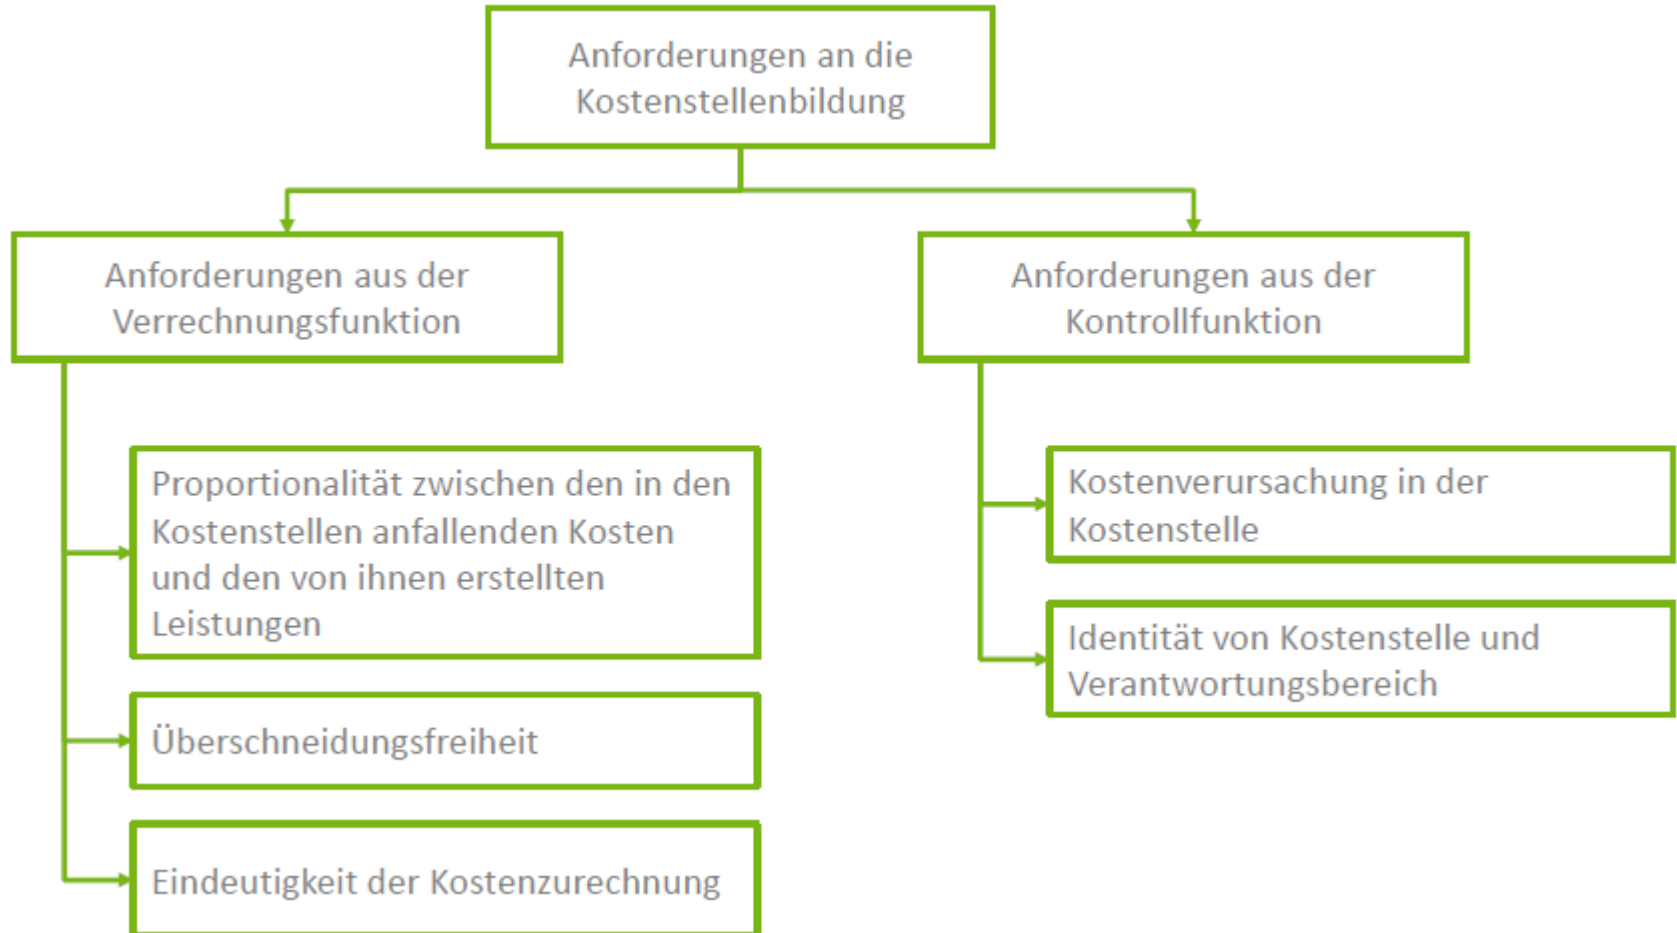 Anforderungen an die
Kostenstellenbildung
Anforderungen aus der
Verrechnungsfunktion
Proportionalität zwischen den in den
Kostenstellen anfallenden Kosten
und den von ihnen erstellten
Leistungen
Überschneidungsfreiheit
Eindeutigkeit der Kostenzurechnung
Anforderungen aus der
Kontrollfunktion
Kostenverursachung in der
Kostenstelle
Identität von Kostenstelle und
Verantwortungsbereich